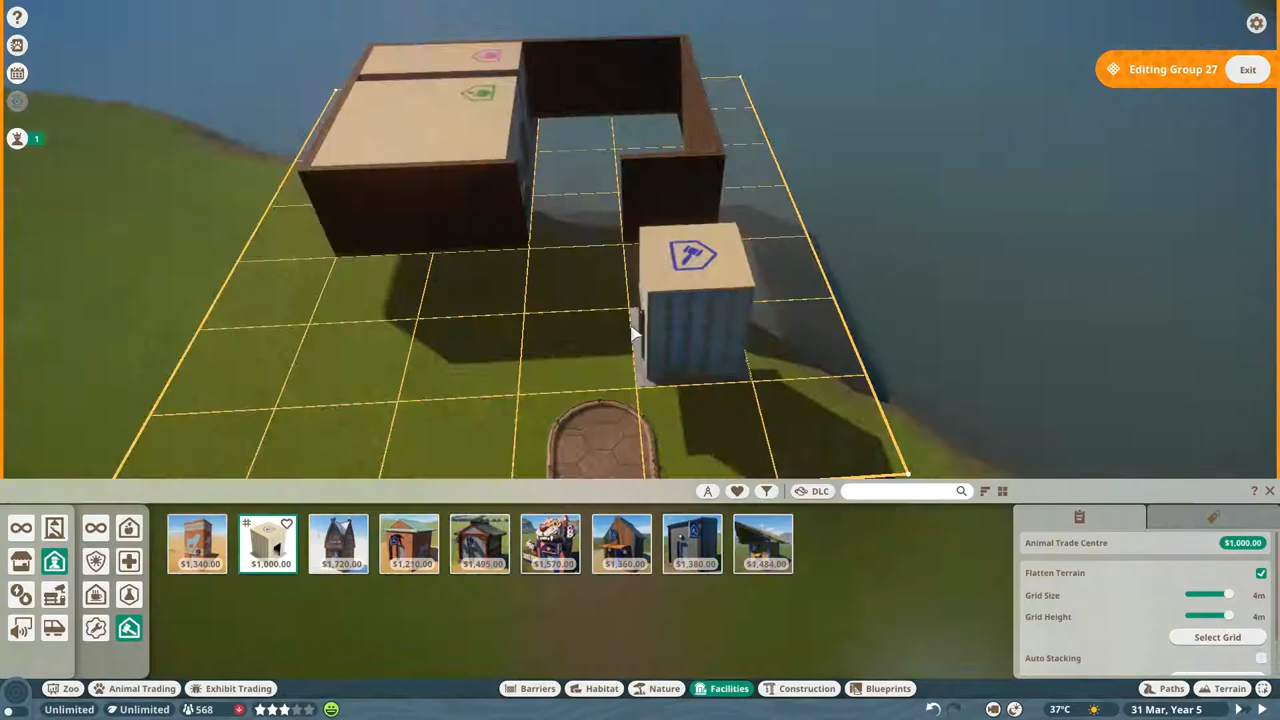 Editing Group 27
Exit
1
DLC
$1,340.00
$1,000.00
$1,720.00
$1,210.00
$1,495.00
$1,570.00
$1,360.00
$1,380.00
$1,484.00
Animal Trade Centre
$1,000.00
Flatten Terrain
Grid Size
4m
Grid Height
4m
Select Grid
Auto Stacking
Zoo
Animal Trading
Exhibit Trading
Barriers
Habitat
Nature
Facilities
Construction
Blueprints
Paths
Terrain
Unlimited
Unlimited
568
37°C
31 Mar, Year 5